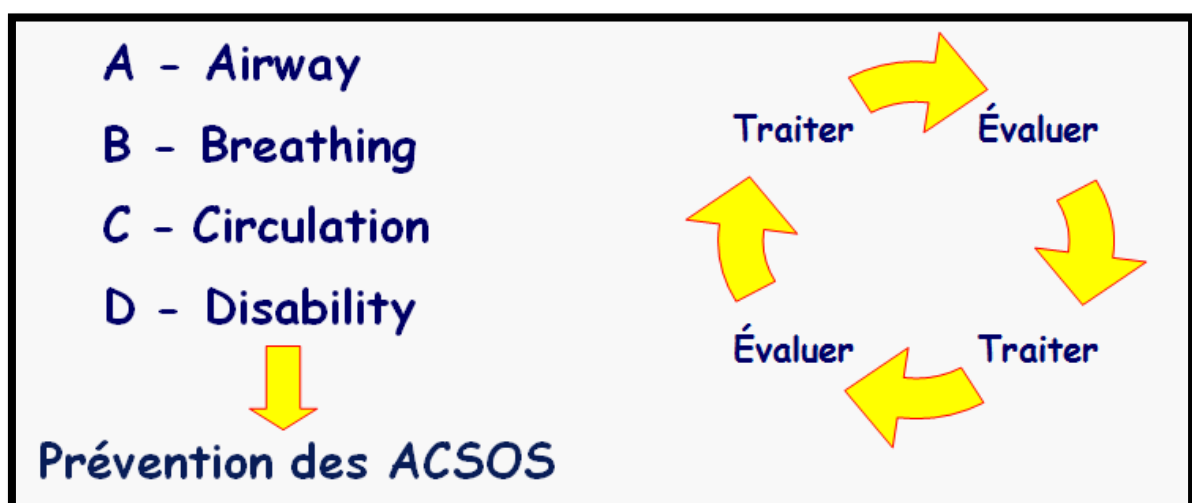 A - Airway
B - Breathing
C - Circulation
D - Disability
Prévention des ACSOS
Traiter
Évaluer
Évaluer
Traiter